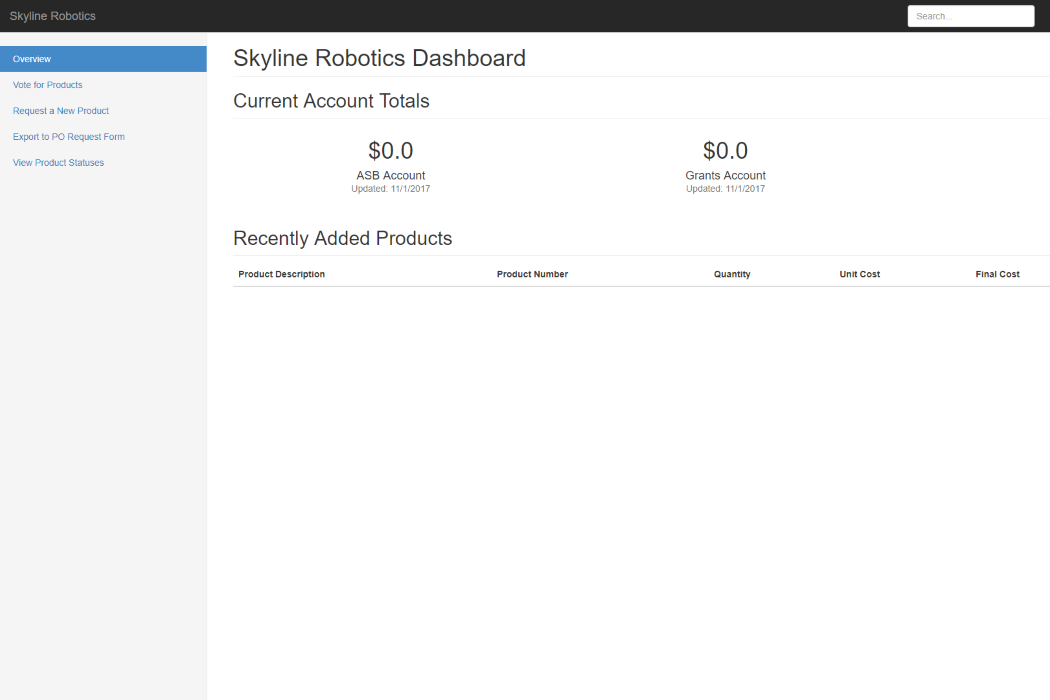 Skyline Robotics
Search...
Overview
Vote for Products
Request a New Product
Export to PO Request Form
View Product Statuses
Skyline Robotics Dashboard
Current Account Totals
$0.0
ASB Account
Updated: 11/1/2017
$0.0
Grants Account
Updated: 11/1/2017
Recently Added Products
Product Description Product Number Quantity Unit Cost Final Cost